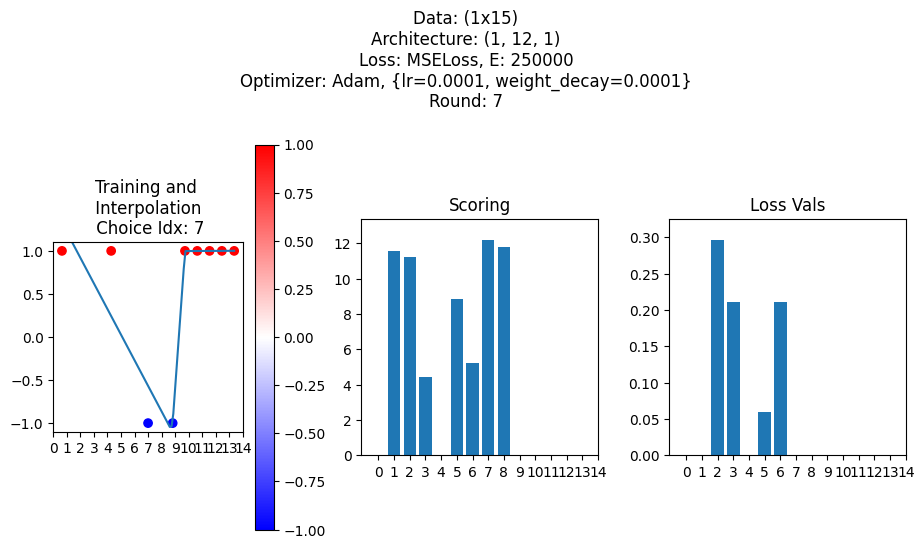 Data: (1x15)
Architecture: (1, 12, 1)
Loss: MSELoss, E: 250000
Optimizer: Adam, {lr=0.0001, weight_decay=0.0001}
Round: 7
Training and
Interpolation
Choice Idx: 7
1.0
0.5
0.0
−0.5
−1.0
0 1 2 3 4 5 6 7 8 9 10 11 12 13 14
1.00
0.75
0.50
0.25
0.00
−0.25
−0.50
−0.75
−1.00
Scoring
12
10
8
6
4
2
0
0 1 2 3 4 5 6 7 8 9 10 11 12 13 14
Loss Vals
0.30
0.25
0.20
0.15
0.10
0.05
0.00
0 1 2 3 4 5 6 7 8 9 10 11 12 13 14